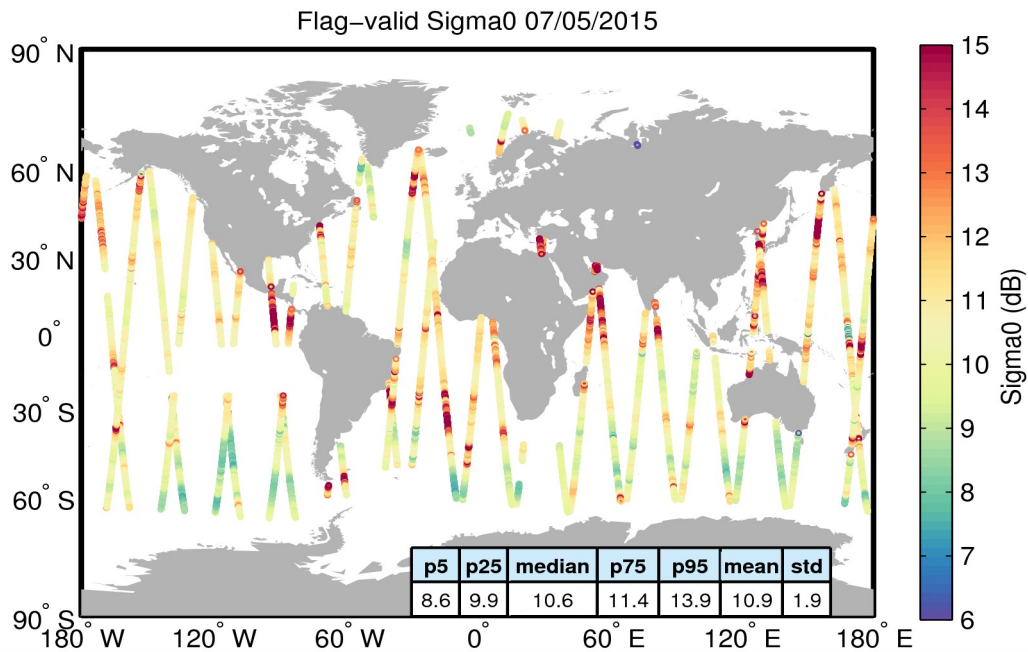 Flag−valid Sigma0 07/05/2015
90° N
60° N
30° N
0°
30° S
60° S
90° S
180° W
120° W
60° W
0°
60° E
120° E
180° E
p5 p25 median p75 p95 mean std
8.6 9.9 10.6 11.4 13.9 10.9 1.9
15
14
13
12
11
10
9
8
7
6
Sigma0 (dB)